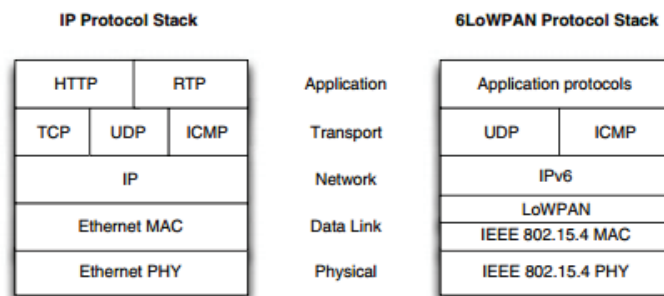 IP Protocol Stack 6LoWPAN Protocol Stack
HTTP RTP Application Application protocols
TCP UDP ICMP Transport UDP ICMP
IP Network IPv6
Ethernet MAC Data Link LoWPAN
IEEE 802.15.4 MAC
Ethernet PHY Physical IEEE 802.15.4 PHY